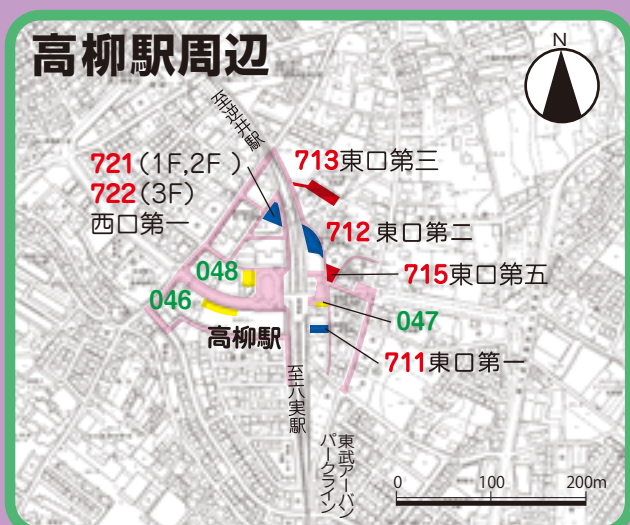 高柳駅周辺
N
至逆井駅
721(1F,2F )
722(3F)
西口第一
713東口第三
712 東口第二
715東口第五
048
046
047
高柳駅
711東口第一
至六実駅
東武アーバン
パークライン
0 100 200m